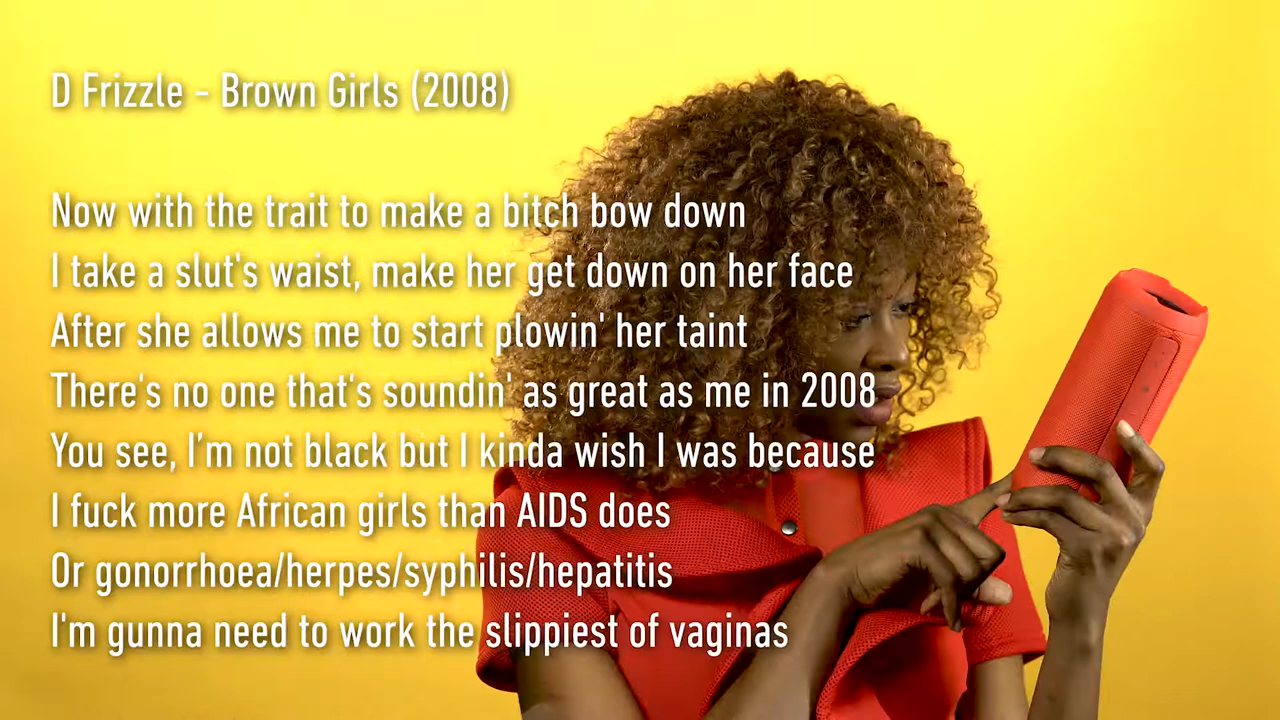 D Frizzle - Brown Girls (2008)
Now with the trait to make a bitch bow down
I take a slut's waist, make her get down on her face
After she allows me to start plowin' her taint
There's no one that's soundin' as great as me in 2008
You see, I’m not black but I kinda wish I was because
I fuck more African girls than AIDS does
Or gonorrhoea/herpes/syphilis/hepatitis
I'm gunna need to work the slippiest of vaginas